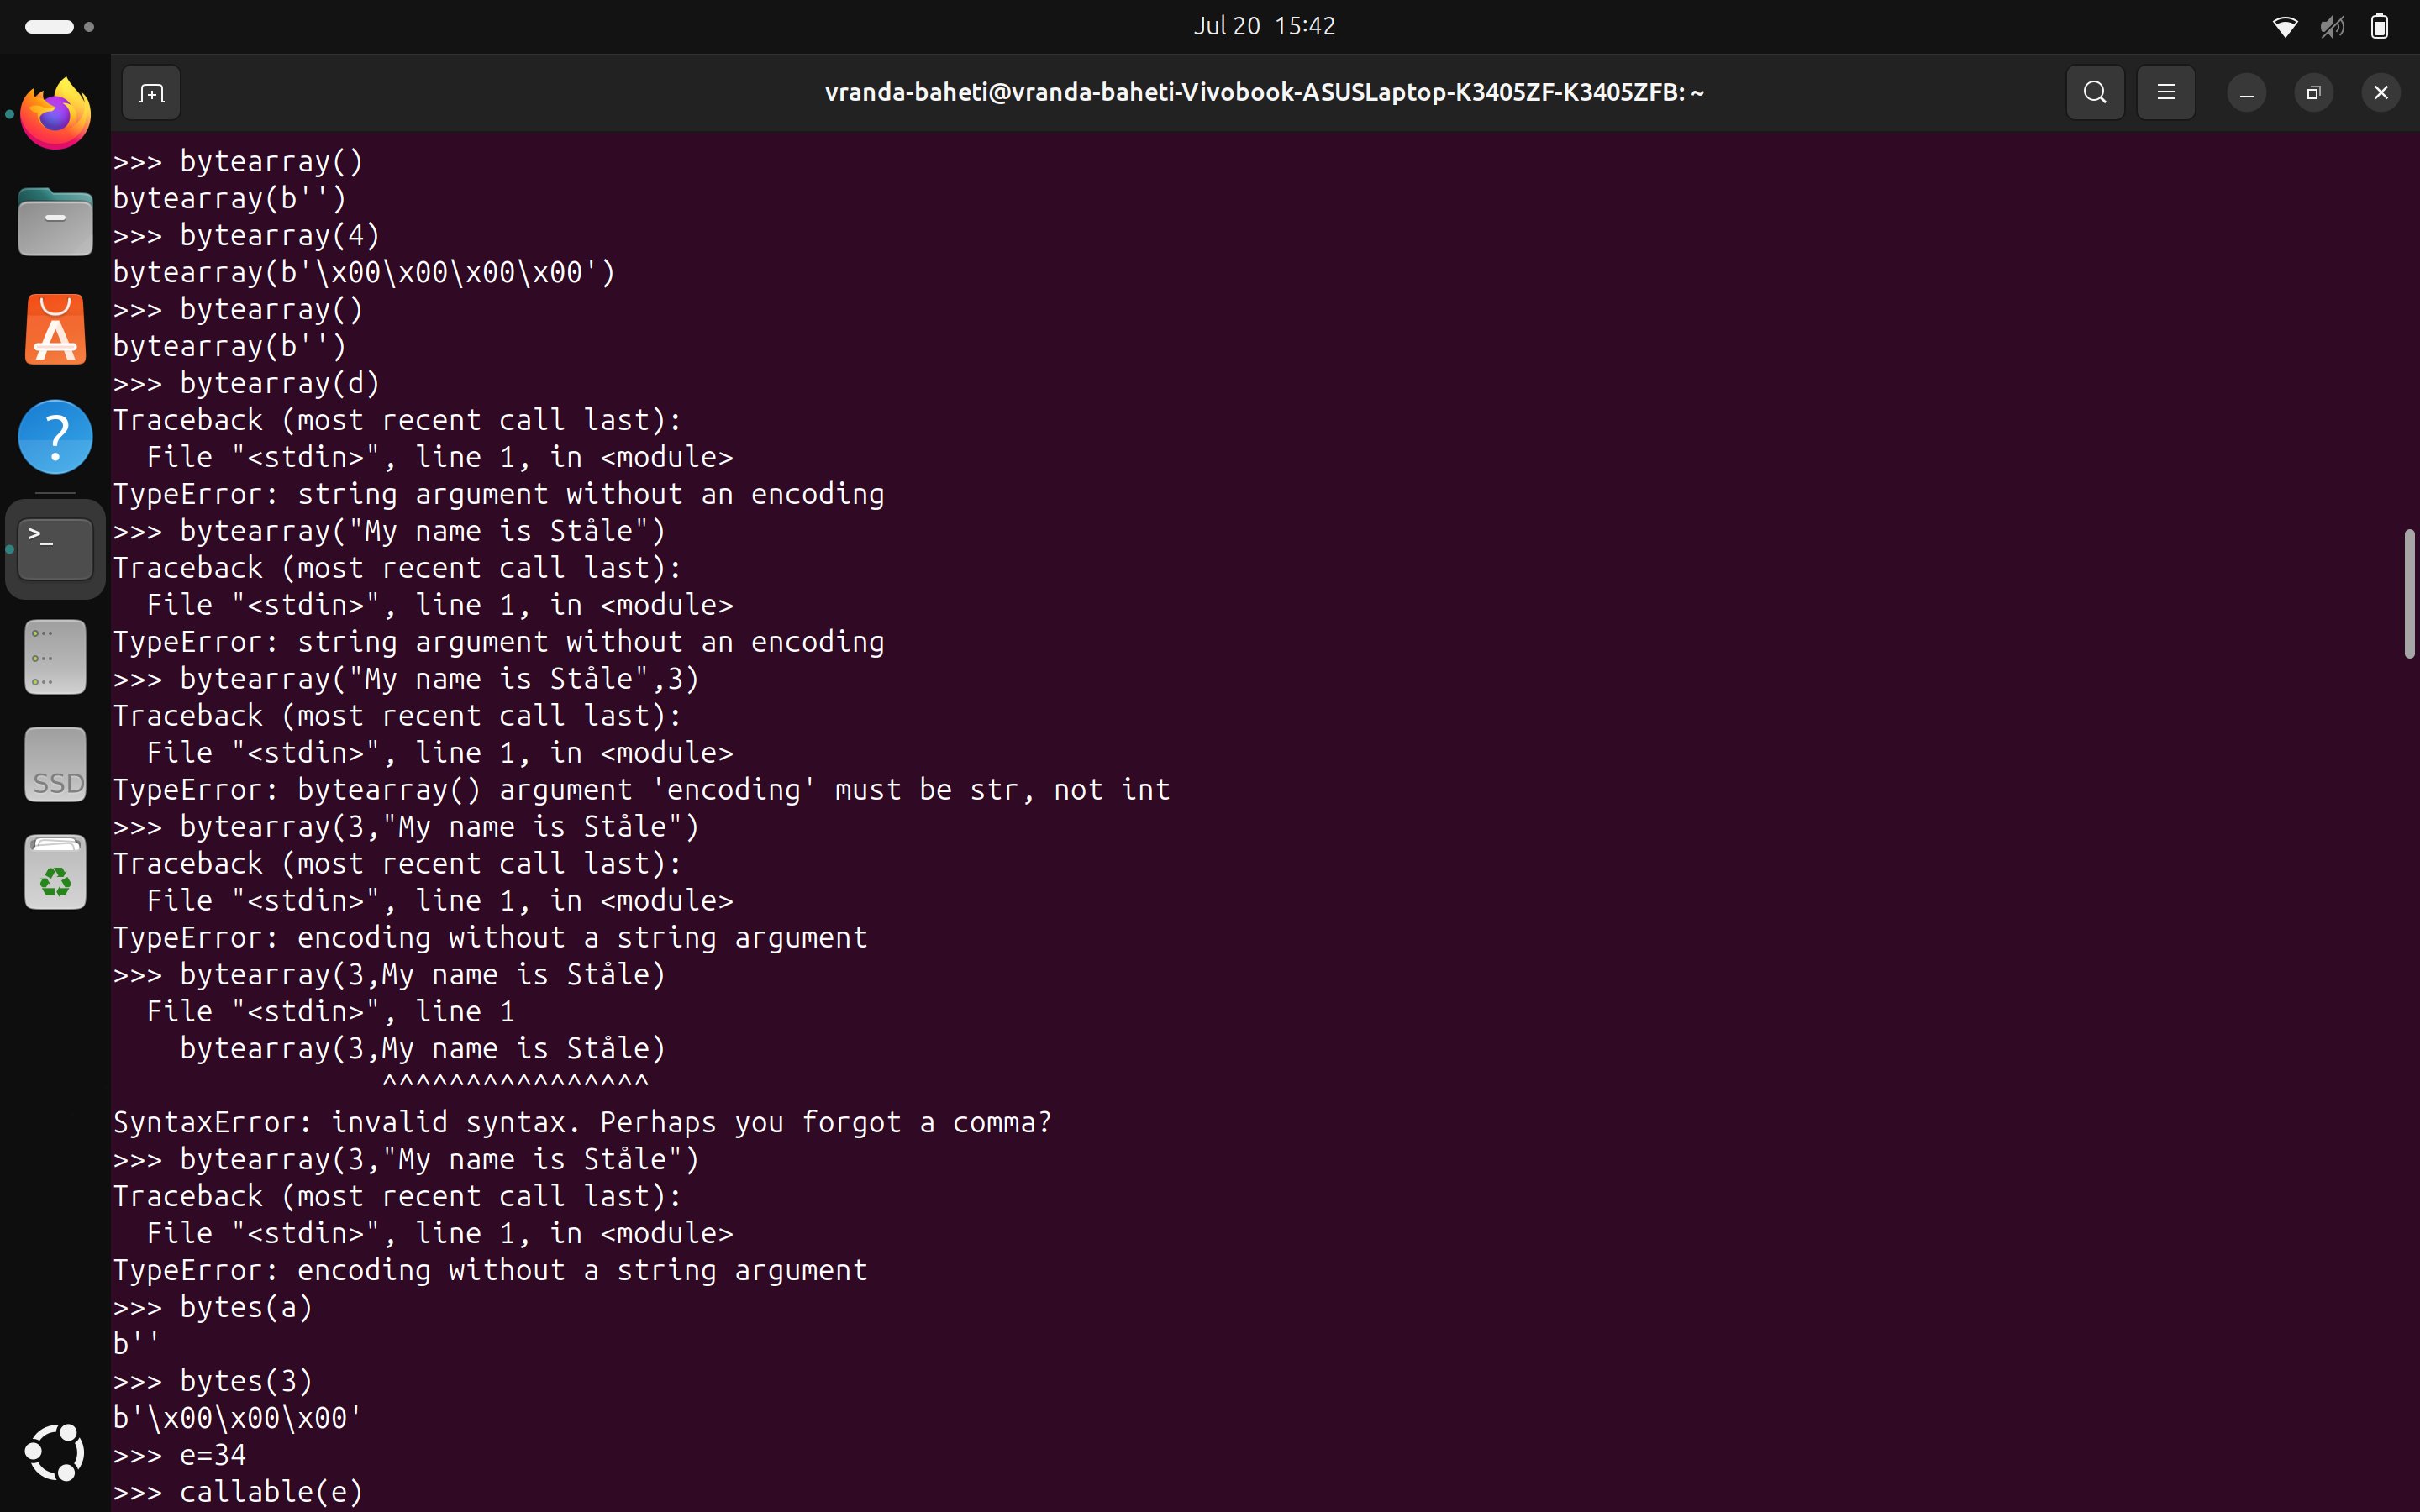 Jul 20 15:42
vranda-baheti@vranda-baheti-Vivobook-ASUSLaptop-K3405ZF-K3405ZFB: ~
>>> bytearray()
bytearray(b'')
>>> bytearray(4)
bytearray(b'\x00\x00\x00\x00')
>>> bytearray()
bytearray(b'')
>>> bytearray(d)
Traceback (most recent call last):
  File "<stdin>", line 1, in <module>
TypeError: string argument without an encoding
>>> bytearray("My name is Ståle")
Traceback (most recent call last):
  File "<stdin>", line 1, in <module>
TypeError: string argument without an encoding
>>> bytearray("My name is Ståle",3)
Traceback (most recent call last):
  File "<stdin>", line 1, in <module>
TypeError: bytearray() argument 'encoding' must be str, not int
>>> bytearray(3,"My name is Ståle")
Traceback (most recent call last):
  File "<stdin>", line 1, in <module>
TypeError: encoding without a string argument
>>> bytearray(3,My name is Ståle)
  File "<stdin>", line 1
    bytearray(3,My name is Ståle)
                ^^^^^^^^^^^^^^^^
SyntaxError: invalid syntax. Perhaps you forgot a comma?
>>> bytearray(3,"My name is Ståle")
Traceback (most recent call last):
  File "<stdin>", line 1, in <module>
TypeError: encoding without a string argument
>>> bytes(a)
b''
>>> bytes(3)
b'\x00\x00\x00'
>>> e=34
>>> callable(e)
SSD